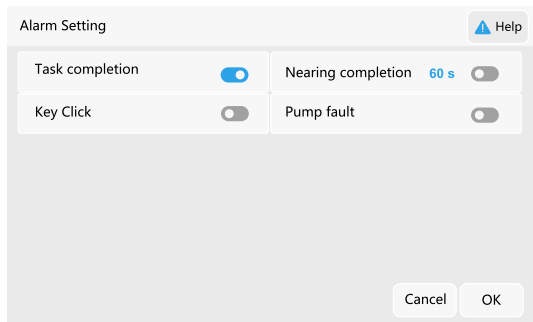 Alarm Setting
Help
Task completion
Nearing completion 60 s
Key Click
Pump fault
Cancel
OK